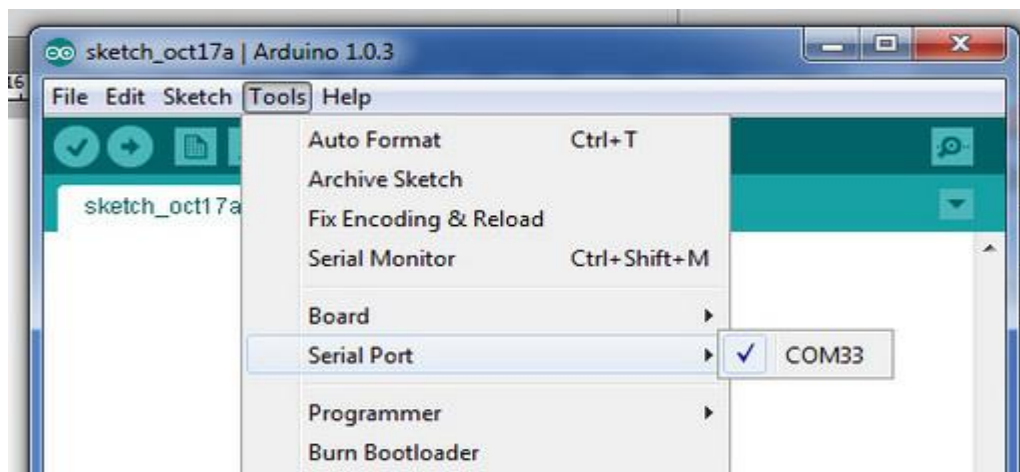 sketch_oct17a | Arduino 1.0.3
16
File Edit Sketch Tools Help
Auto Format Ctrl+T
Archive Sketch
sketch_oct17a
Fix Encoding & Reload
Serial Monitor Ctrl+Shift+M
Board
Serial Port
COM33
Programmer
Burn Bootloader